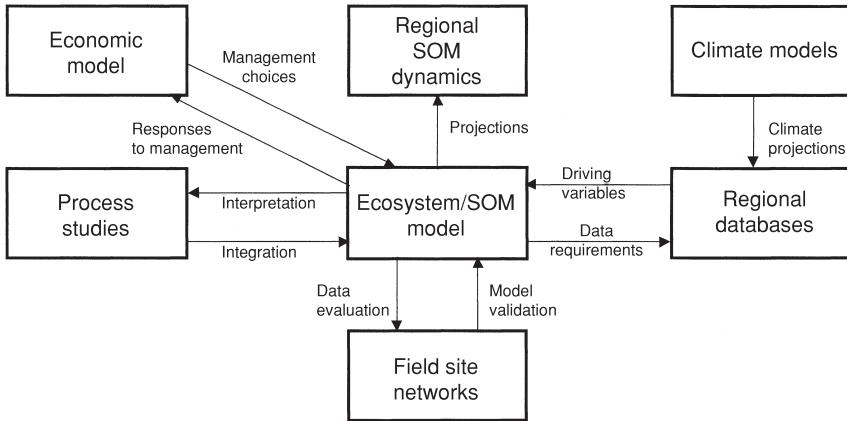 Economic
model
Management
choices
Regional
SOM
dynamics
Climate models
Responses
to management
Projections
Climate
projections
Process
studies
Interpretation
Integration
Ecosystem/SOM
model
Driving
variables
Data
requirements
Regional
databases
Data
evaluation
Model
validation
Field site
networks